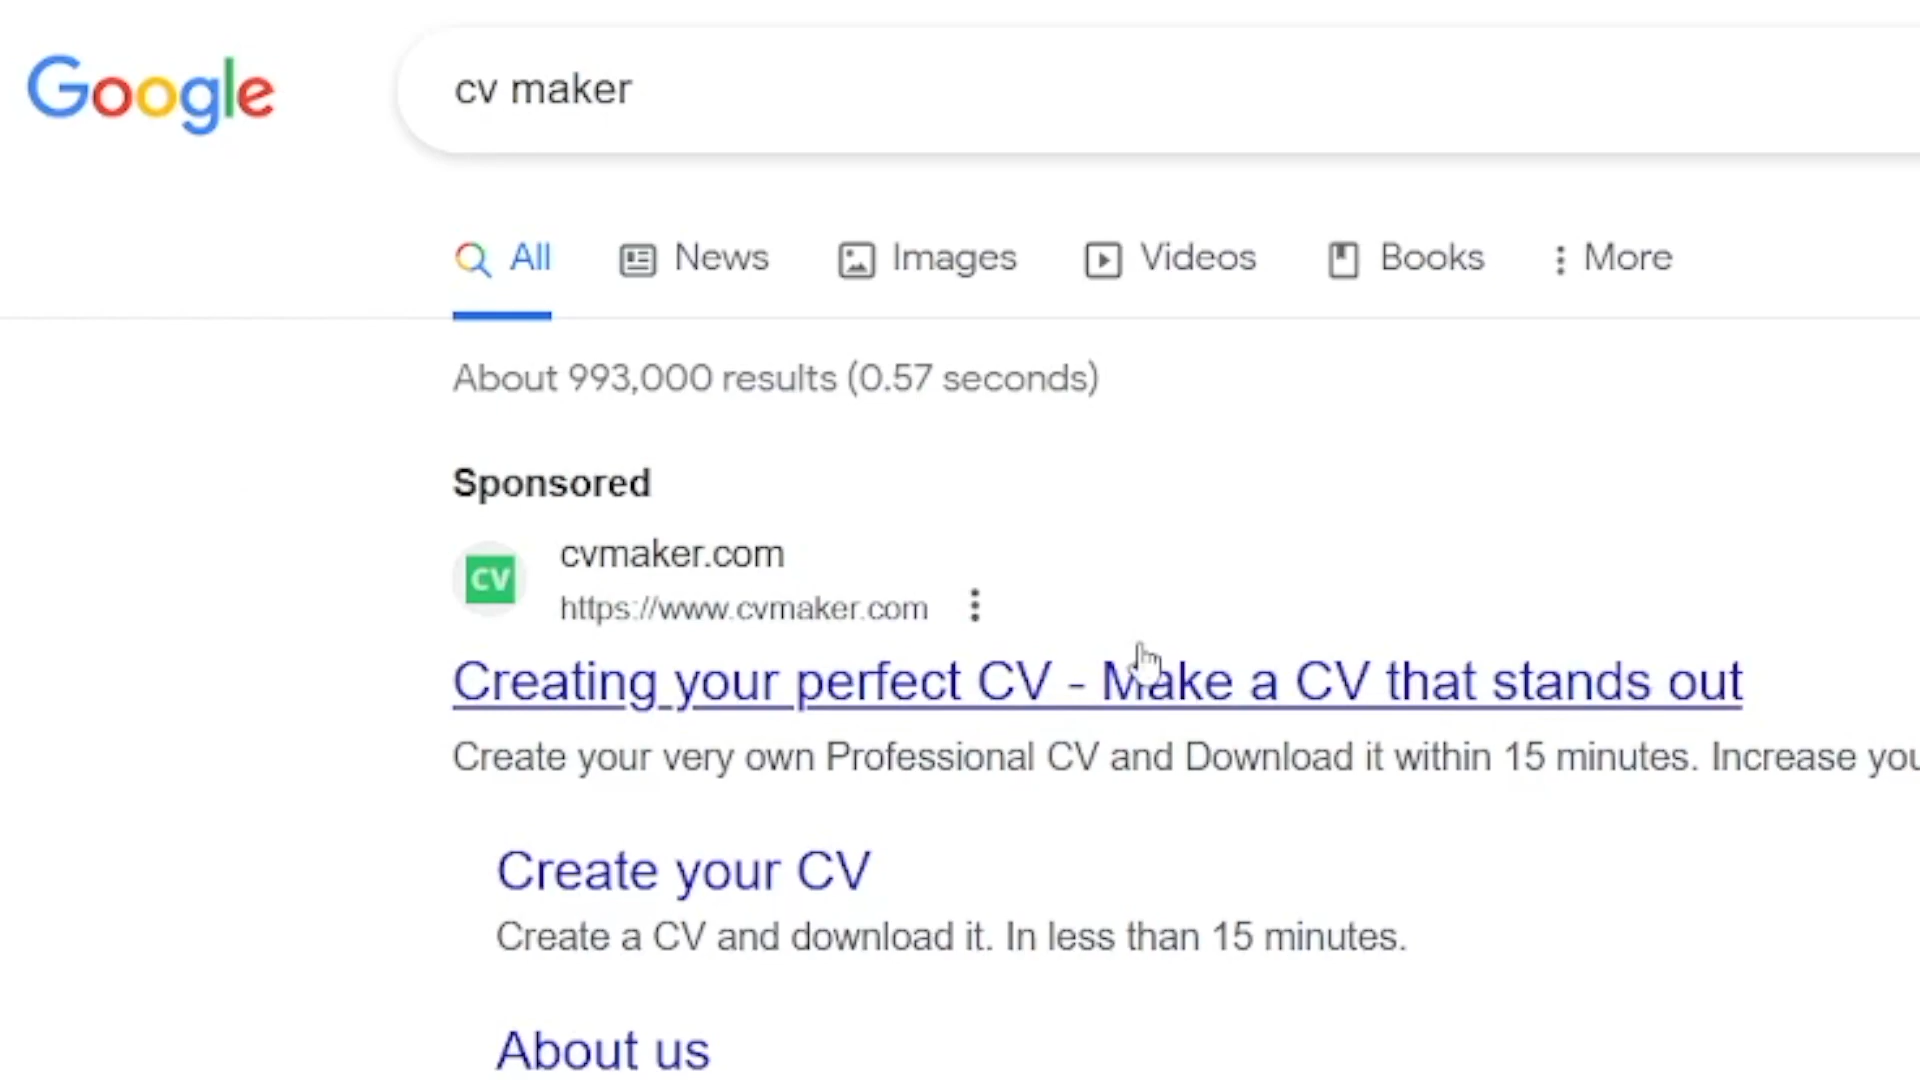 Google
cv maker
All News Images Videos Books More
About 993,000 results (0.57 seconds)
Sponsored
CV
cvmaker.com
https://www.cvmaker.com
Creating your perfect CV - Make a CV that stands out
Create your very own Professional CV and Download it within 15 minutes. Increase
Create your CV
Create a CV and download it. In less than 15 minutes.
About us